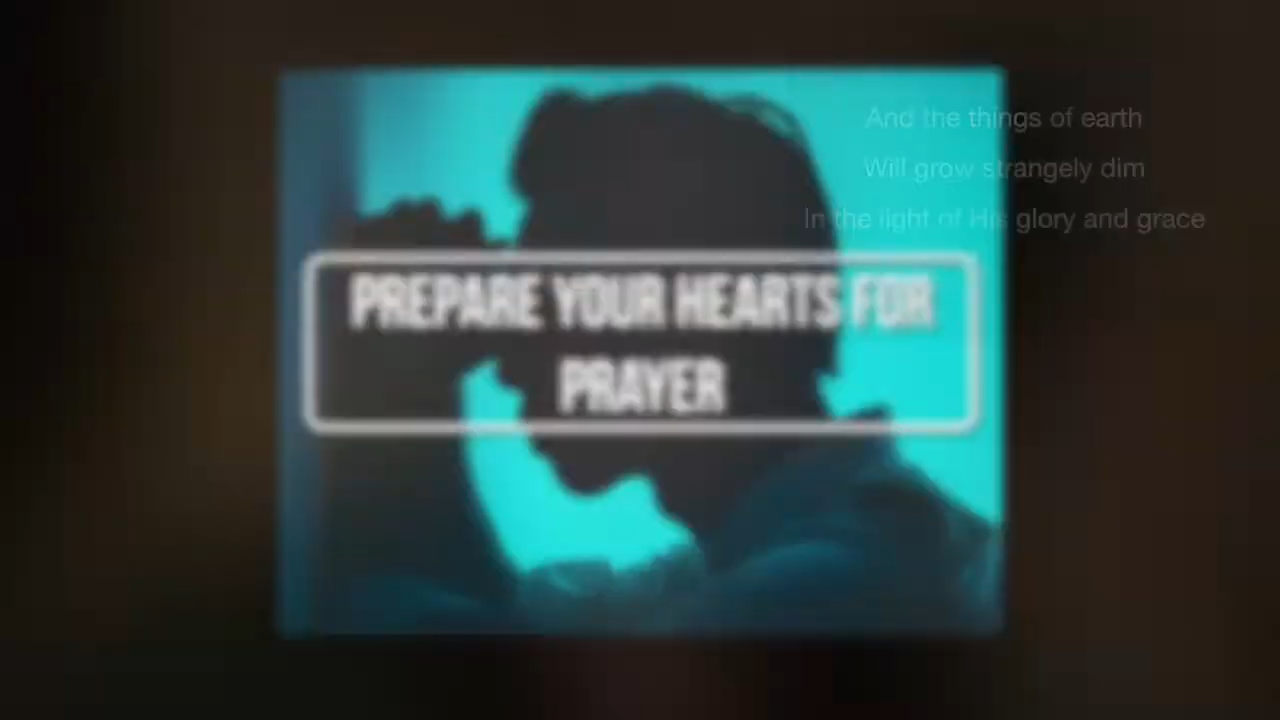 And the things of earth
Will grow strangely dim
In the light of His glory and grace
PREPARE YOUR HEARTS FOR
PRAYER